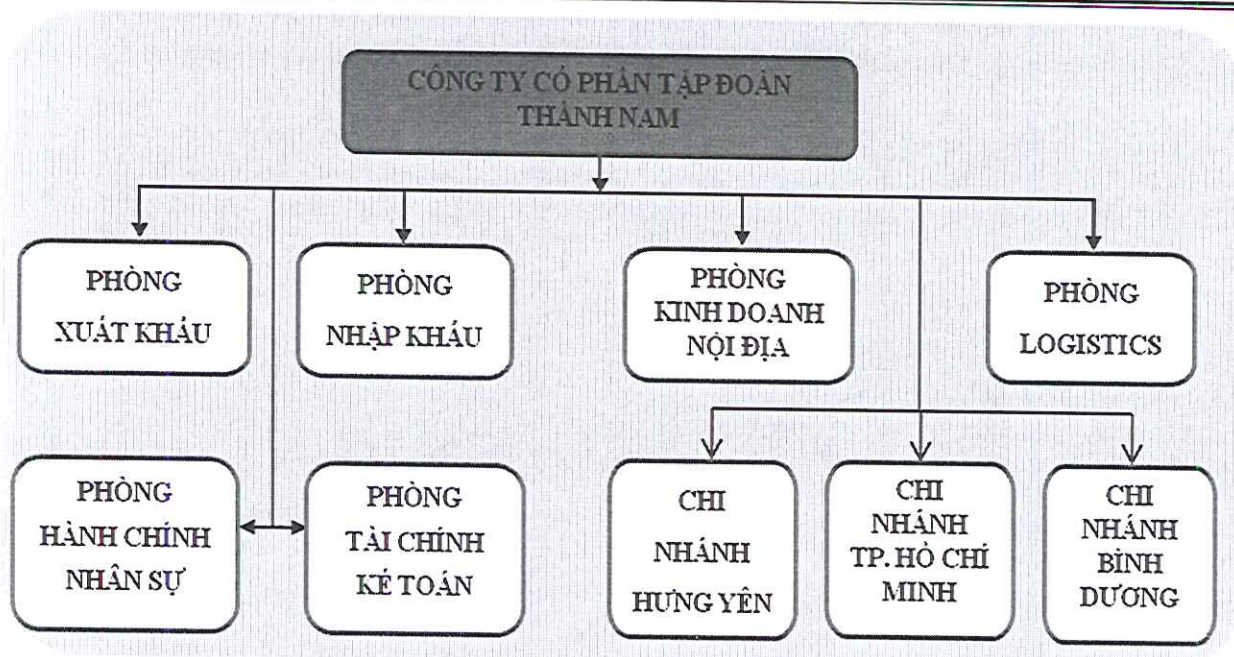 CÔNG TY CỔ PHẦN TẬP ĐOÀN
THÀNH NAM
PHÒNG
XUẤT KHẨU
PHÒNG
NHẬP KHẨU
PHÒNG
KINH DOANH
NỘI ĐỊA
PHÒNG
LOGISTICS
PHÒNG
HÀNH CHÍNH
NHÂN SỰ
PHÒNG
TÀI CHÍNH
KẾ TOÁN
CHI
NHÁNH
HƯNG YÊN
CHI
NHÁNH
TP. HỒ CHÍ
MINH
CHI
NHÁNH
BÌNH
DƯƠNG